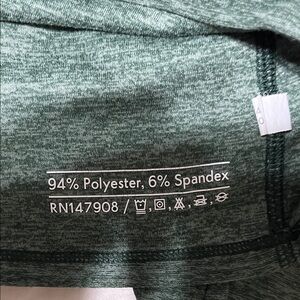 94% Polyester, 6% Spandex
RN147908 /